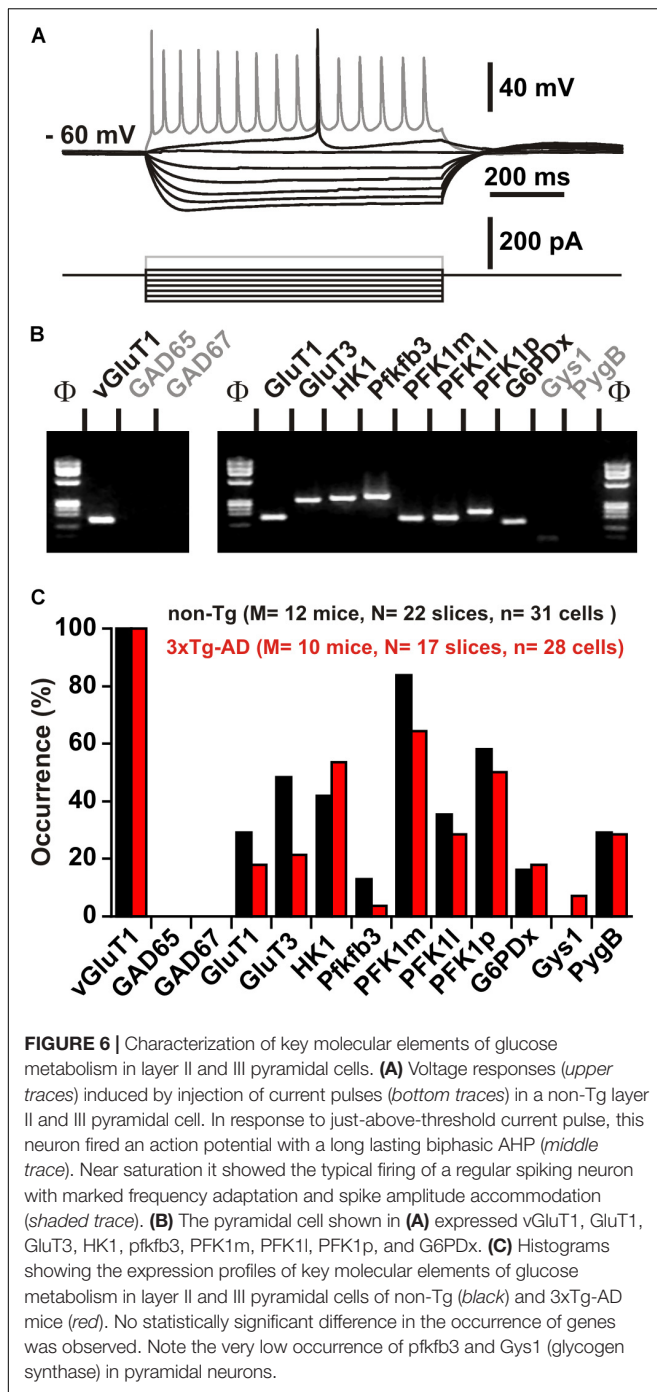 A
40 mV
- 60 mV
200 ms
200 pA
B
Φ vGluT1 GAD65 GAD67 Φ GluT1 GluT3 HK1 Pfkfb3 PFK1m PFK1l PFK1p G6PDx Gys1 PygB Φ
C
non-Tg (M= 12 mice, N= 22 slices, n= 31 cells )
3xTg-AD (M= 10 mice, N= 17 slices, n= 28 cells)
Occurrence (%)
100
80
60
40
20
0
vGluT1 GAD65 GAD67 GluT1 GluT3 HK1 Pfkfb3 PFK1m PFK1l PFK1p G6PDx Gys1 PygB
FIGURE 6 | Characterization of key molecular elements of glucose
metabolism in layer II and III pyramidal cells. (A) Voltage responses (upper
traces) induced by injection of current pulses (bottom traces) in a non-Tg layer
II and III pyramidal cell. In response to just-above-threshold current pulse, this
neuron fired an action potential with a long lasting biphasic AHP (middle
trace). Near saturation it showed the typical firing of a regular spiking neuron
with marked frequency adaptation and spike amplitude accommodation
(shaded trace). (B) The pyramidal cell shown in (A) expressed vGluT1, GluT1,
GluT3, HK1, pfkfb3, PFK1m, PFK1l, PFK1p, and G6PDx. (C) Histograms
showing the expression profiles of key molecular elements of glucose
metabolism in layer II and III pyramidal cells of non-Tg (black) and 3xTg-AD
mice (red). No statistically significant difference in the occurrence of genes
was observed. Note the very low occurrence of pfkfb3 and Gys1 (glycogen
synthase) in pyramidal neurons.